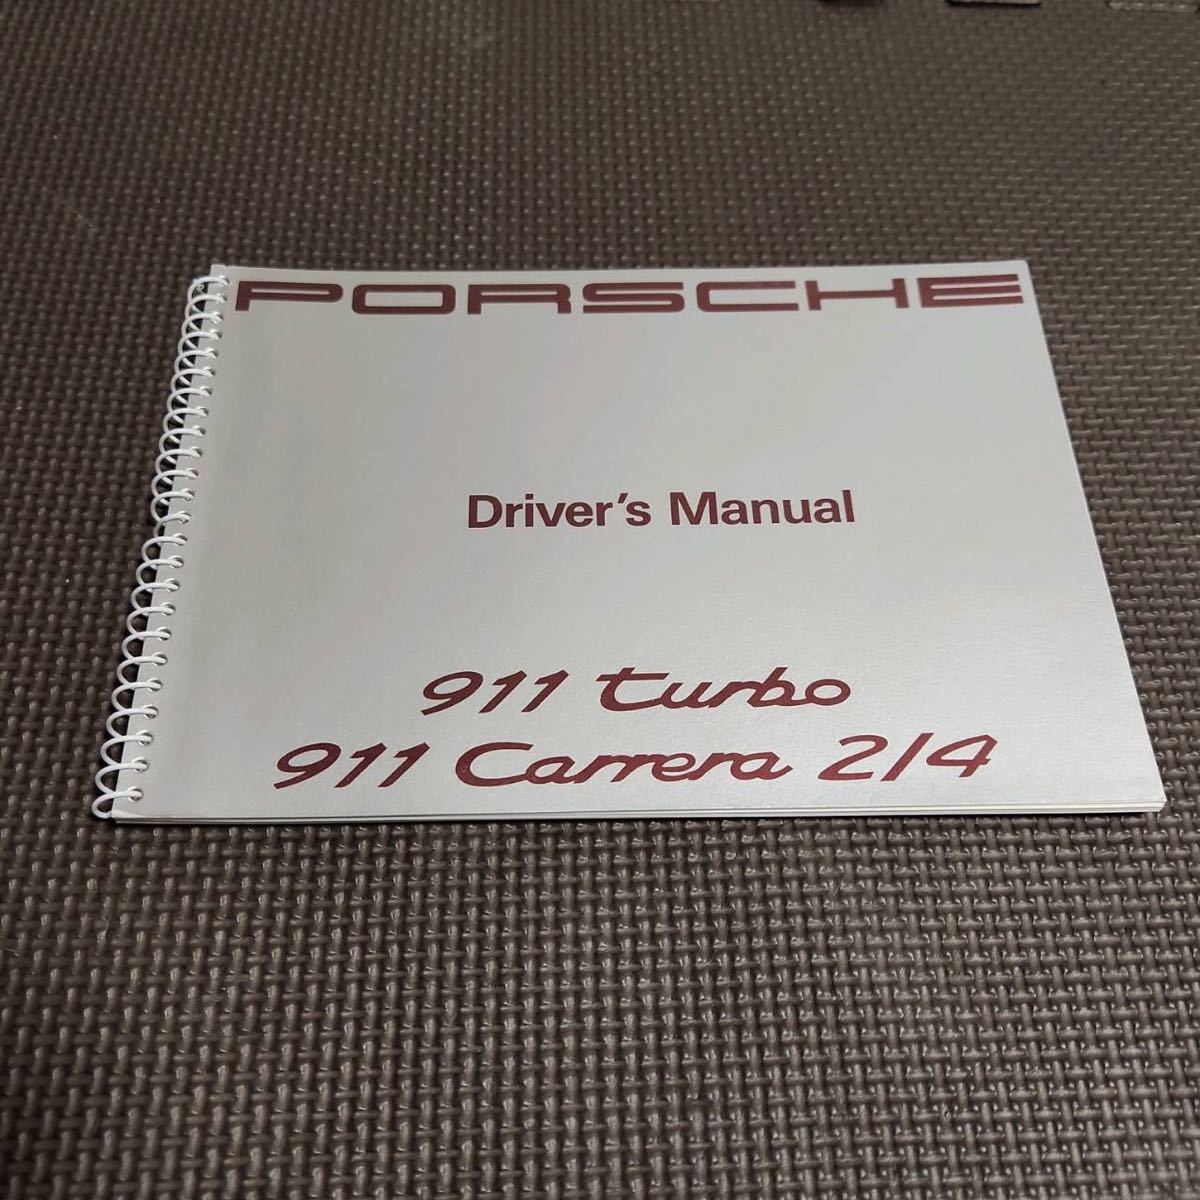 PORSCHE
Driver's Manual
911 turbo
911 Carrera 2/4